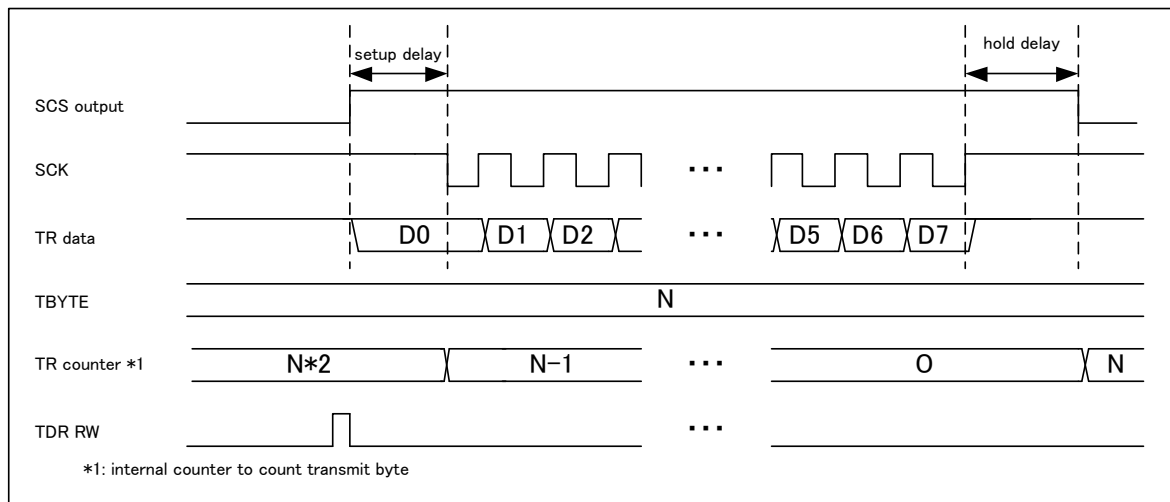 setup delay
hold delay
SCS output
SCK
...
TR data
D0
D1
D2
...
D5
D6
D7
TBYTE
N
TR counter *1
N*2
N-1
...
0
N
TDR RW
...
*1: internal counter to count transmit byte